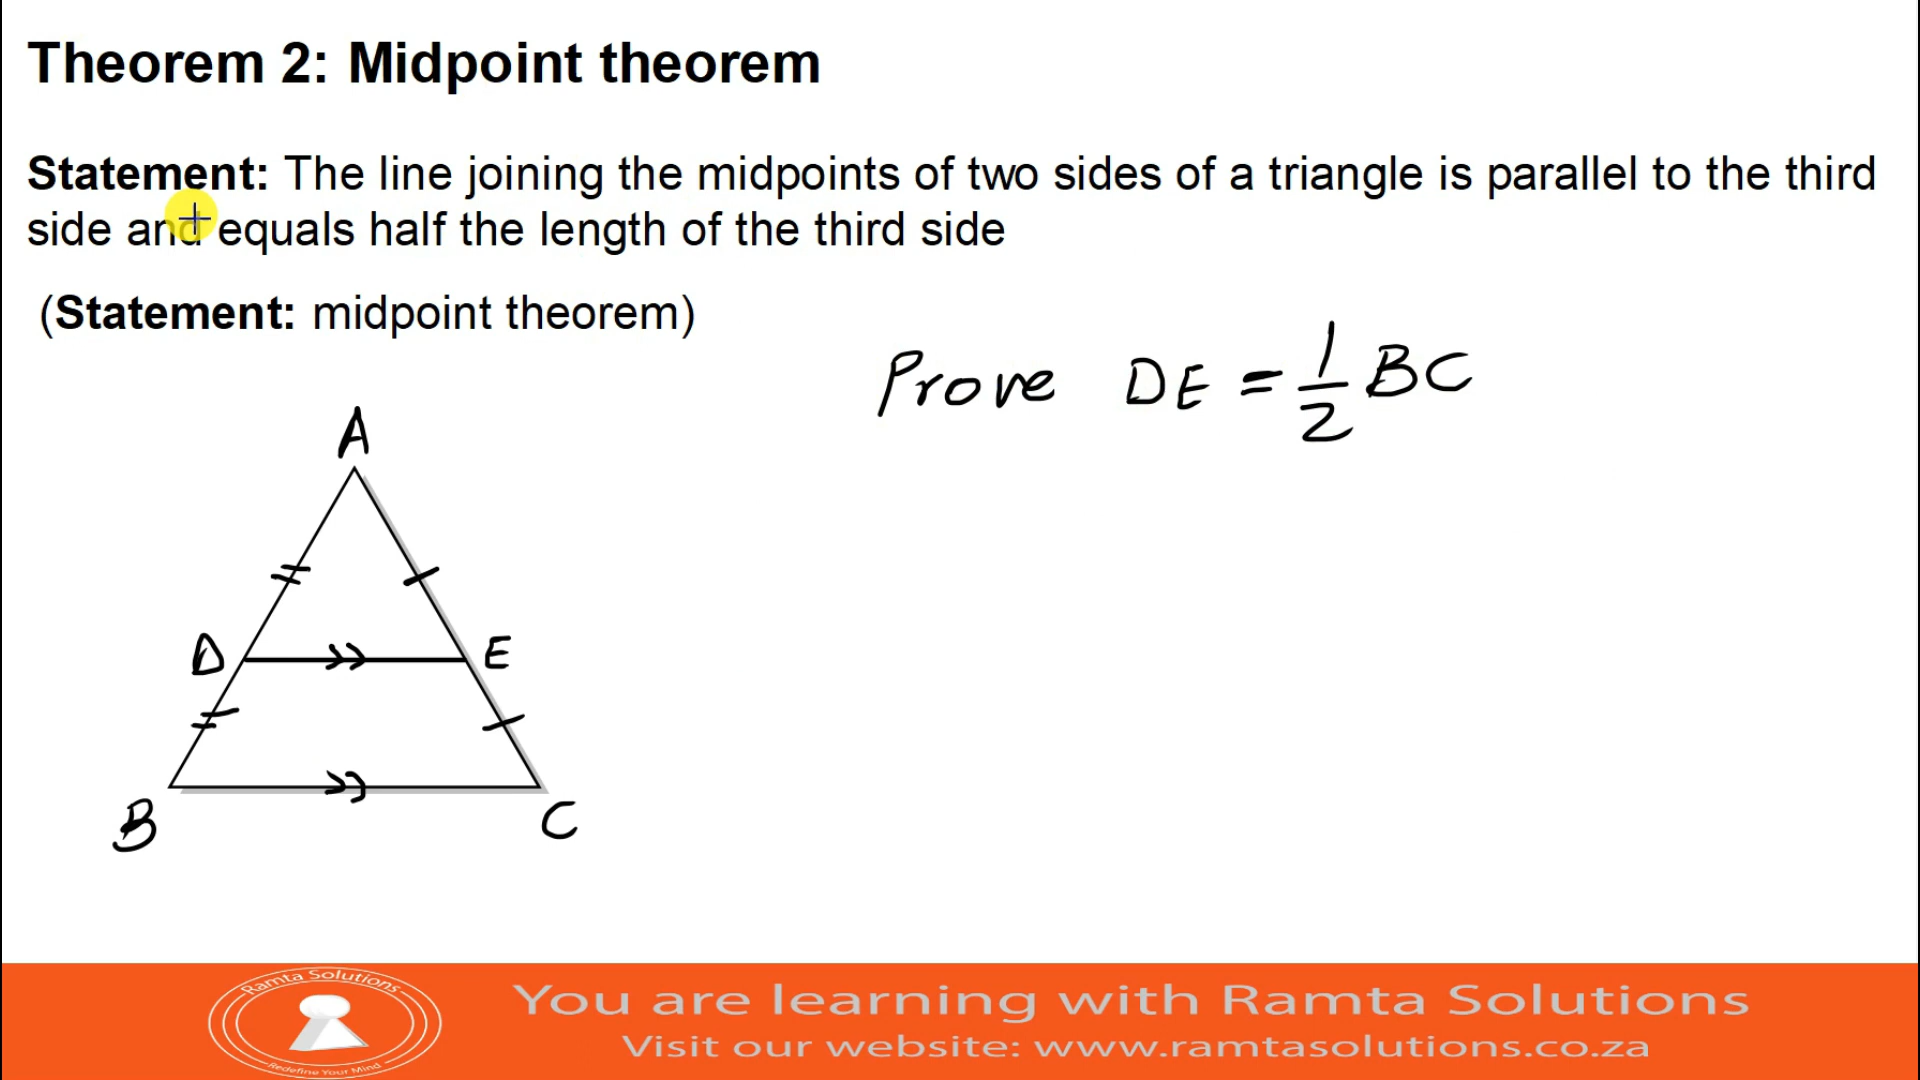 Theorem 2: Midpoint theorem
Statement: The line joining the midpoints of two sides of a triangle is parallel to the third
side and equals half the length of the third side
(Statement: midpoint theorem)
Prove DE = 1/2 BC
A
D
E
B
C
Ramta Solutions
Redefine Your Mind
You are learning with Ramta Solutions
Visit our website: www.ramtasolutions.co.za